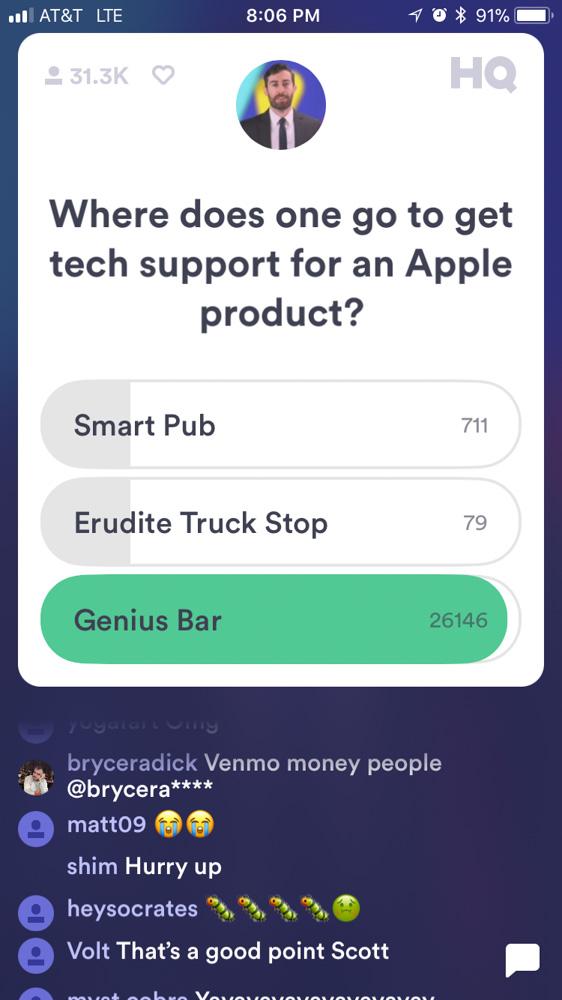 AT&T LTE 8:06 PM 91%
31.3K HQ
Where does one go to get
tech support for an Apple
product?
Smart Pub 711
Erudite Truck Stop 79
Genius Bar 26146
bryceradick Venmo money people
@brycera****
matt09 😭😭
shim Hurry up
heysocrates 🐛🐛🐛🐛🤢
Volt That's a good point Scott